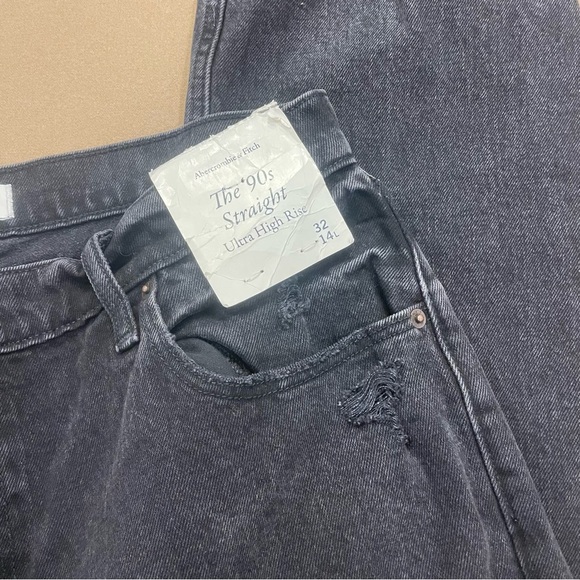 Abercrombie & Fitch
The '90s
Straight
Ultra High Rise
32
14L